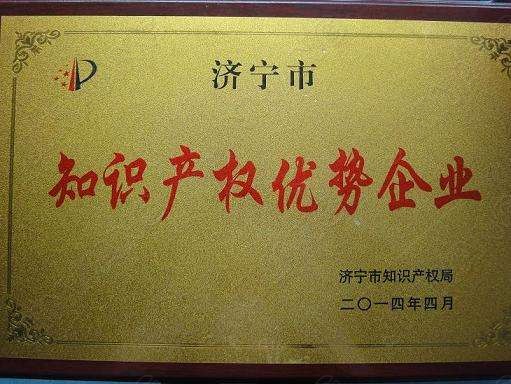 济宁市
知识产权优势企业
济宁市知识产权局
二〇一四年四月